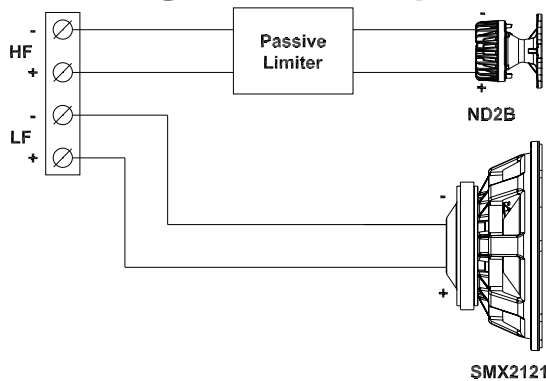 -
HF
+
-
LF
+
Passive
Limiter
-
+
ND2B
-
+
SMX2121